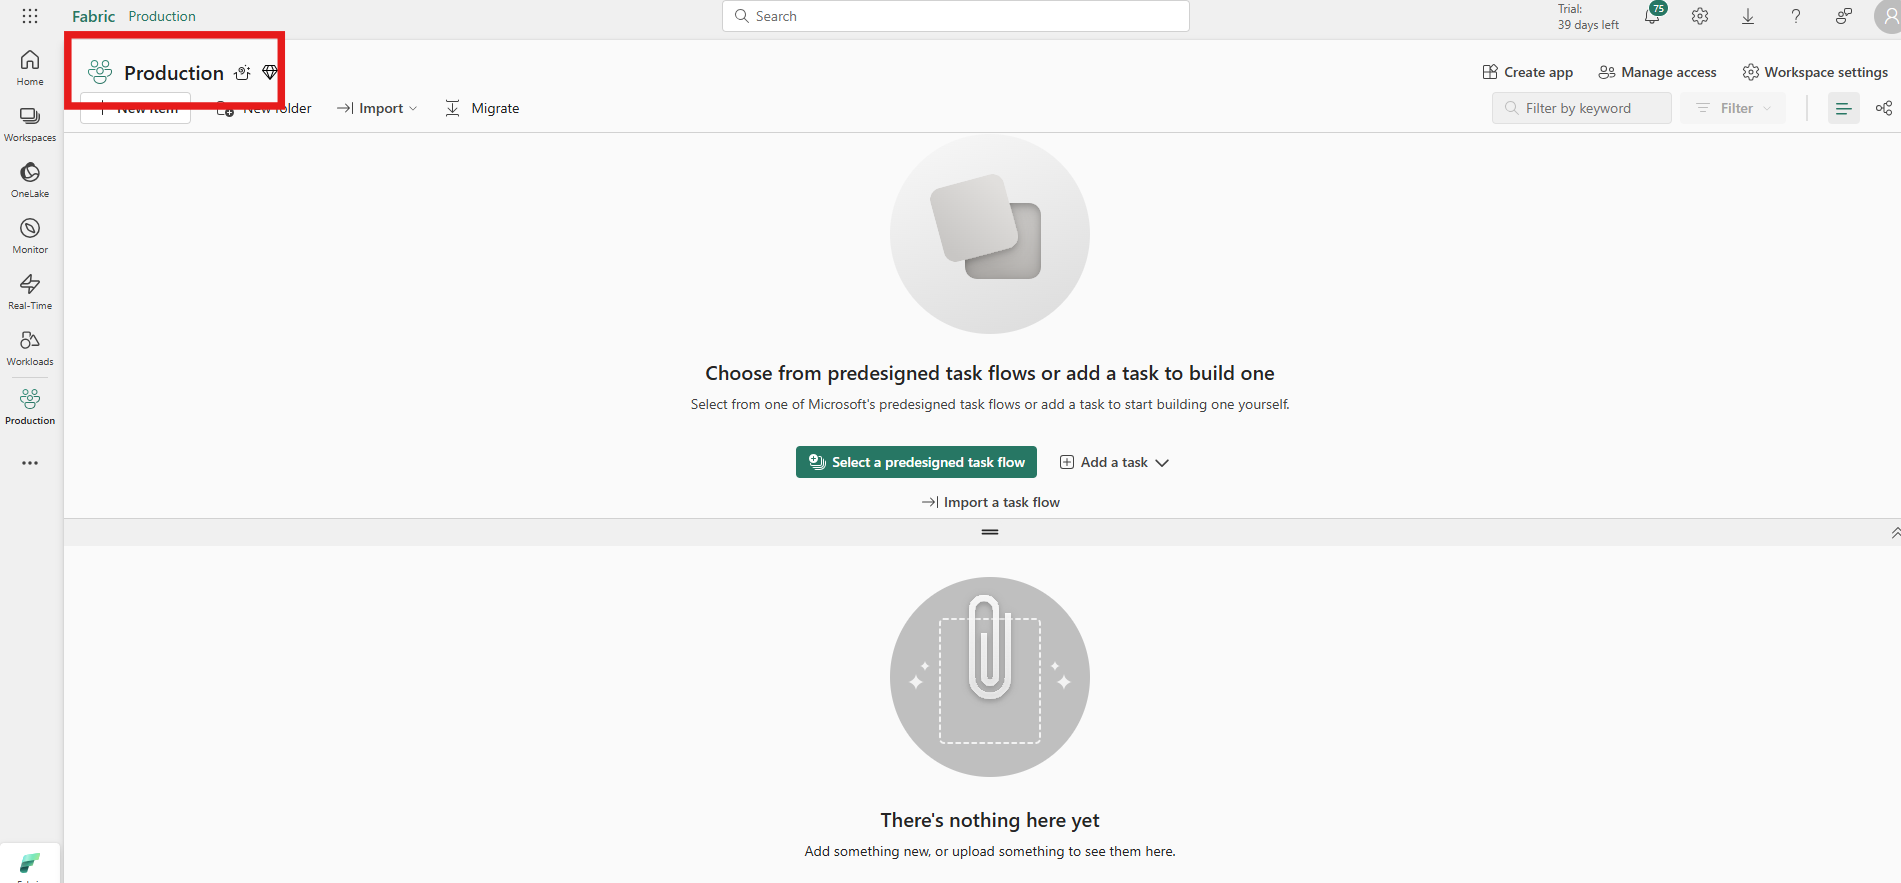 Fabric Production
Search
Trial:
39 days left
75
Home
Workspaces
OneLake
Monitor
Real-Time
Workloads
Production
Production
Create app
Manage access
Workspace settings
New item
New folder
Import
Migrate
Filter by keyword
Filter
Choose from predesigned task flows or add a task to build one
Select from one of Microsoft's predesigned task flows or add a task to start building one yourself.
Select a predesigned task flow
Add a task
Import a task flow
There's nothing here yet
Add something new, or upload something to see them here.